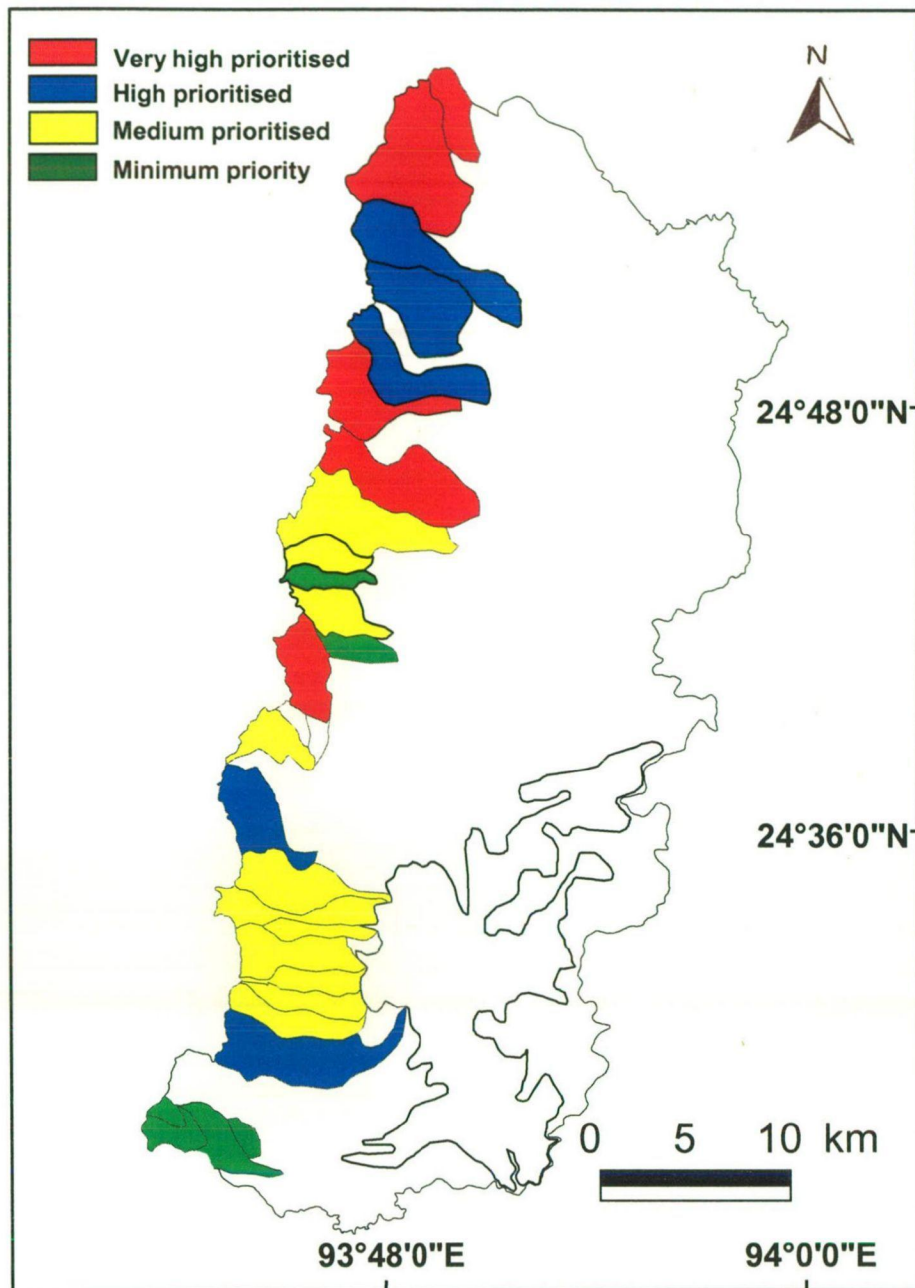 Very high prioritised
High prioritised
Medium prioritised
Minimum priority
N
24°48'0"N
24°36'0"N
0 5 10 km
93°48'0"E
94°0'0"E